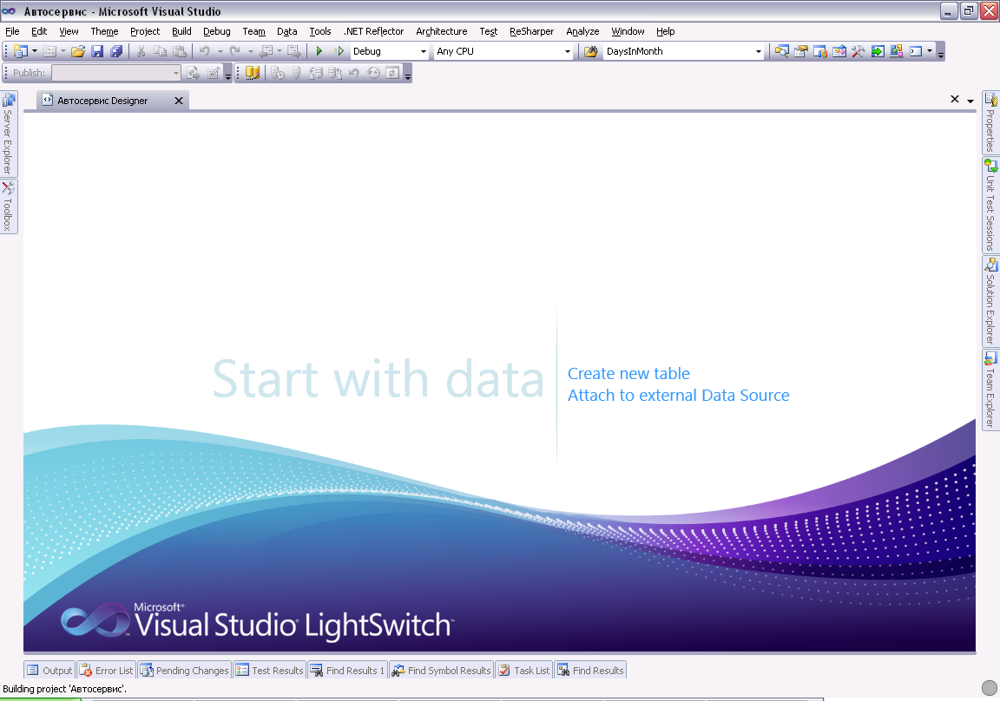 Автосервис - Microsoft Visual Studio
File Edit View Theme Project Build Debug Team Data Tools .NET Reflector Architecture Test ReSharper Analyze Window Help
Debug Any CPU DaysInMonth
Publish:
Автосервис Designer
Server Explorer
Toolbox
Properties
Unit Test Sessions
Solution Explorer
Team Explorer
Start with data
Create new table
Attach to external Data Source
Microsoft®
Visual Studio® LightSwitch™
Output Error List Pending Changes Test Results Find Results 1 Find Symbol Results Task List Find Results
Building project 'Автосервис'.